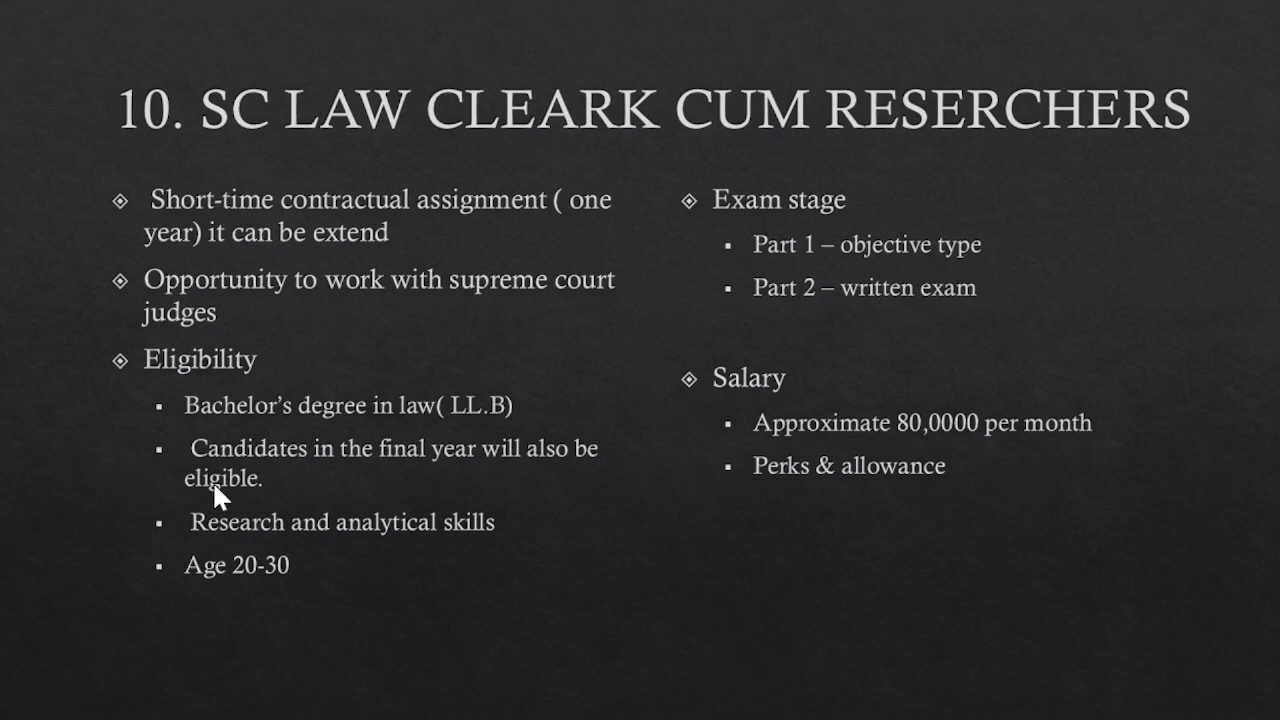 10. SC LAW CLEARK CUM RESERCHERS
Short-time contractual assignment ( one
year) it can be extend
Opportunity to work with supreme court
judges
Eligibility
Bachelor’s degree in law( LL.B)
Candidates in the final year will also be
eligible.
Research and analytical skills
Age 20-30
Exam stage
Part 1 – objective type
Part 2 – written exam
Salary
Approximate 80,0000 per month
Perks & allowance